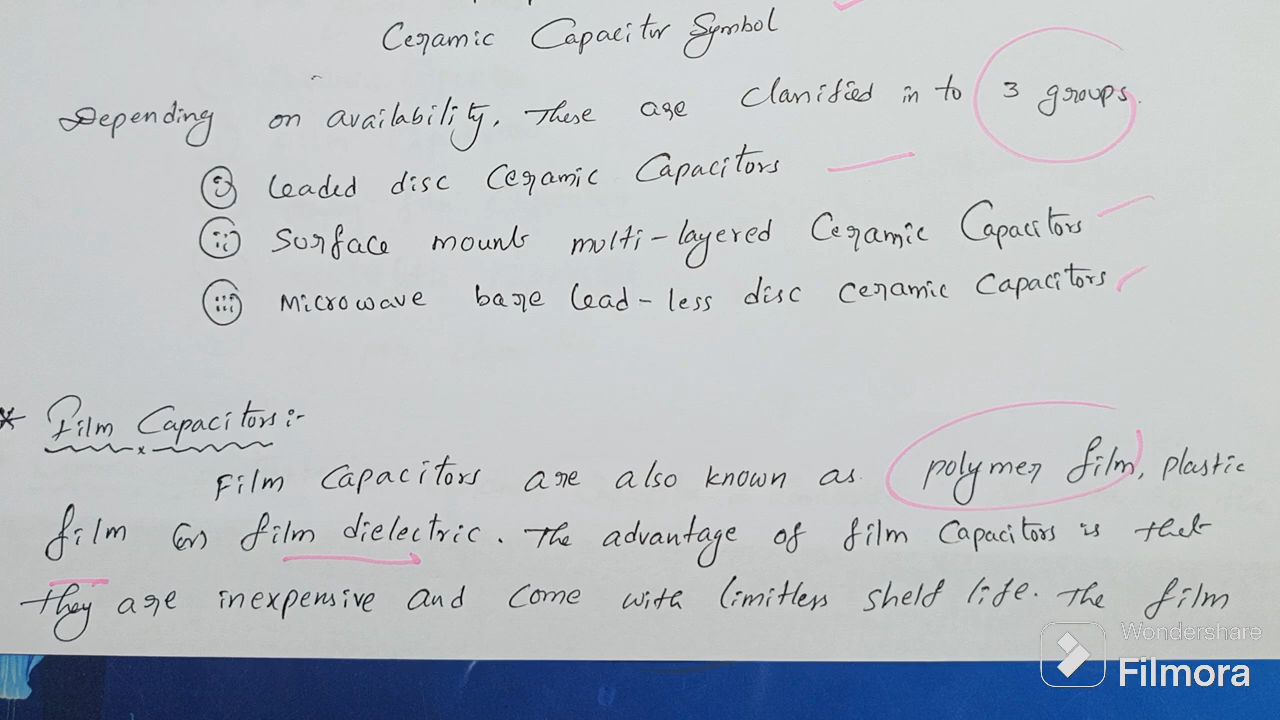 Ceramic Capacitor Symbol
Depending on availability, These are clanified in to 3 groups.
(i) leaded disc Ceramic Capacitors
(ii) Surface mount multi-layered Ceramic Capacitors
(iii) Microwave bare lead-less disc ceramic capacitors
* Film Capacitors:-
Film Capacitors are also known as polymer film, plastic
film (or) film dielectric. The advantage of film Capacitors is that
they are inexpensive and come with limitless shelf life. The film
Wondershare
Filmora